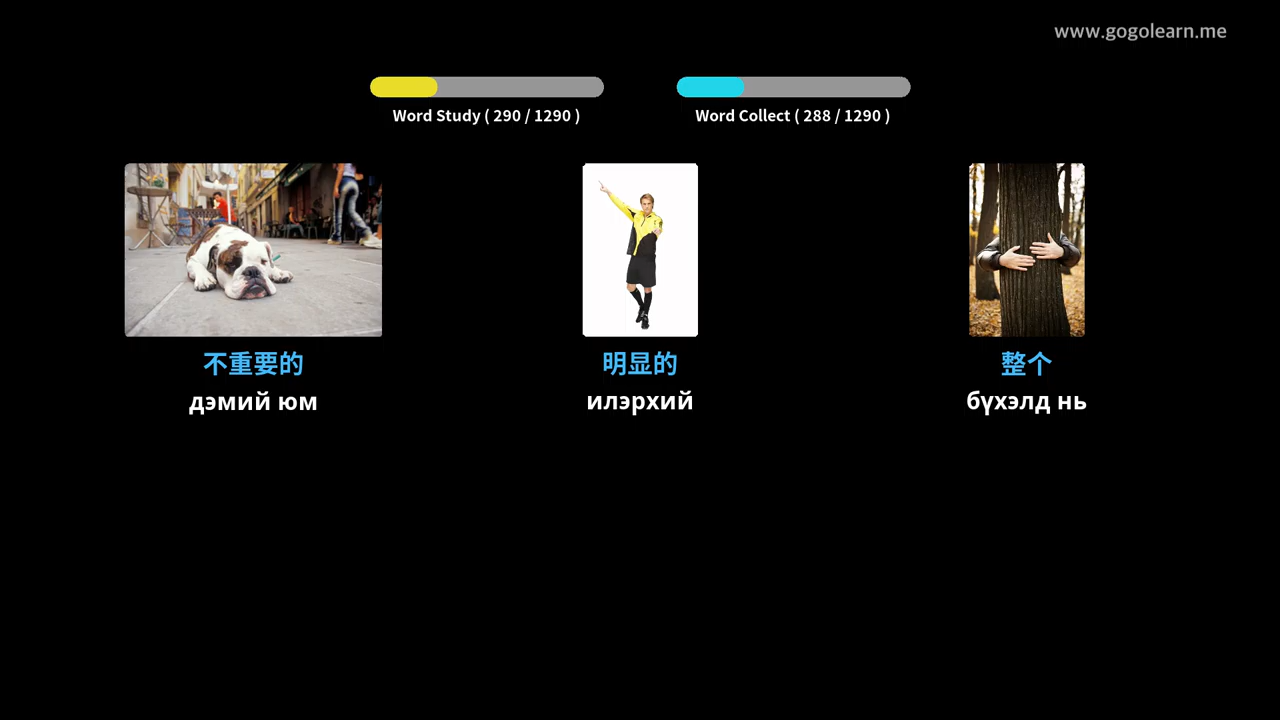 www.gogolearn.me
Word Study ( 290 / 1290 )
Word Collect ( 288 / 1290 )
不重要的
明显的
整个
дэмий юм
илэрхий
бүхэлд нь